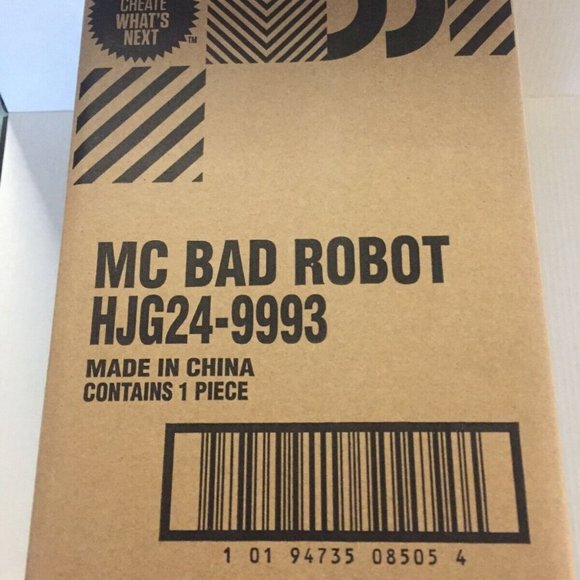 CREATE
WHAT'S
NEXT
TM
MC BAD ROBOT
HJG24-9993
MADE IN CHINA
CONTAINS 1 PIECE
1 01 94735 08505 4